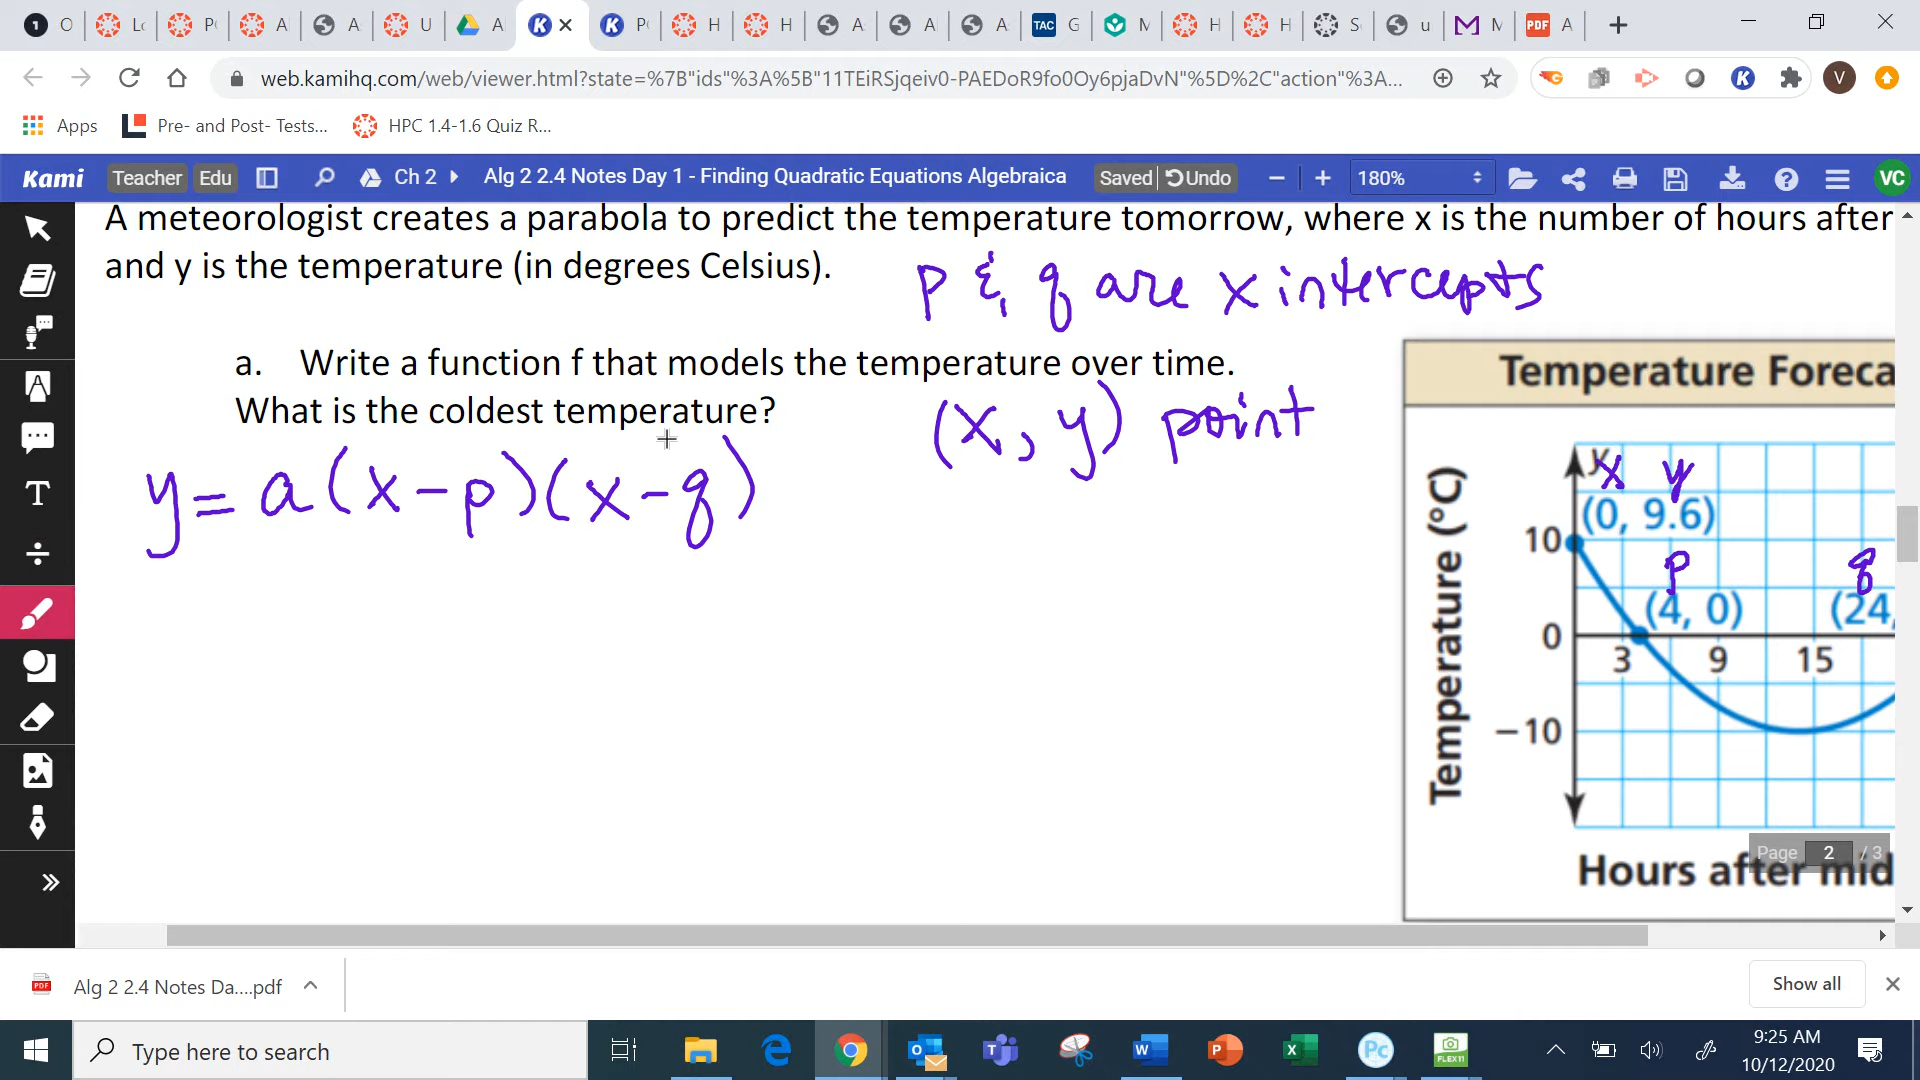 web.kamihq.com/web/viewer.html?state=%7B"ids"%3A%5B"11TEiRSjqeiv0-PAEDoR9fo0Oy6pjaDvN"%5D%2C"action"%3A...
Apps Pre- and Post- Tests... HPC 1.4-1.6 Quiz R...
Kami Teacher Edu Ch 2 Alg 2 2.4 Notes Day 1 - Finding Quadratic Equations Algebraica Saved Undo 180% VC
A meteorologist creates a parabola to predict the temperature tomorrow, where x is the number of hours after
and y is the temperature (in degrees Celsius).
p & q are x intercepts
a. Write a function f that models the temperature over time.
What is the coldest temperature?
(x, y) point
y = a(x-p)(x-q)
Temperature Foreca
Temperature (°C)
y
x y
(0, 9.6)
10
p q
(4, 0) (24,
0
3 9 15
−10
Hours after mid
Page 2 / 3
Alg 2 2.4 Notes Da....pdf
Show all
Type here to search
9:25 AM
10/12/2020